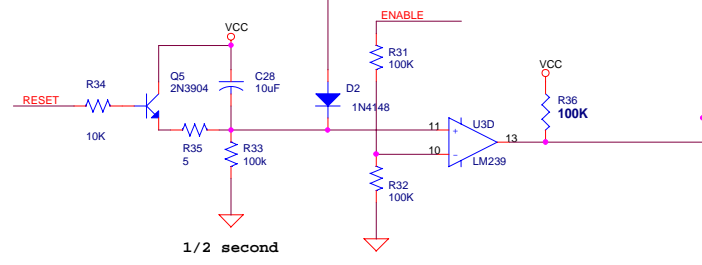 ENABLE
VCC
R31
100K
VCC
R34
Q5
2N3904
C28
10uF
D2
1N4148
RESET
R36
100K
10K
U3D
11
+
13
R35
5
R33
100k
10
-
LM239
R32
100K
1/2 second